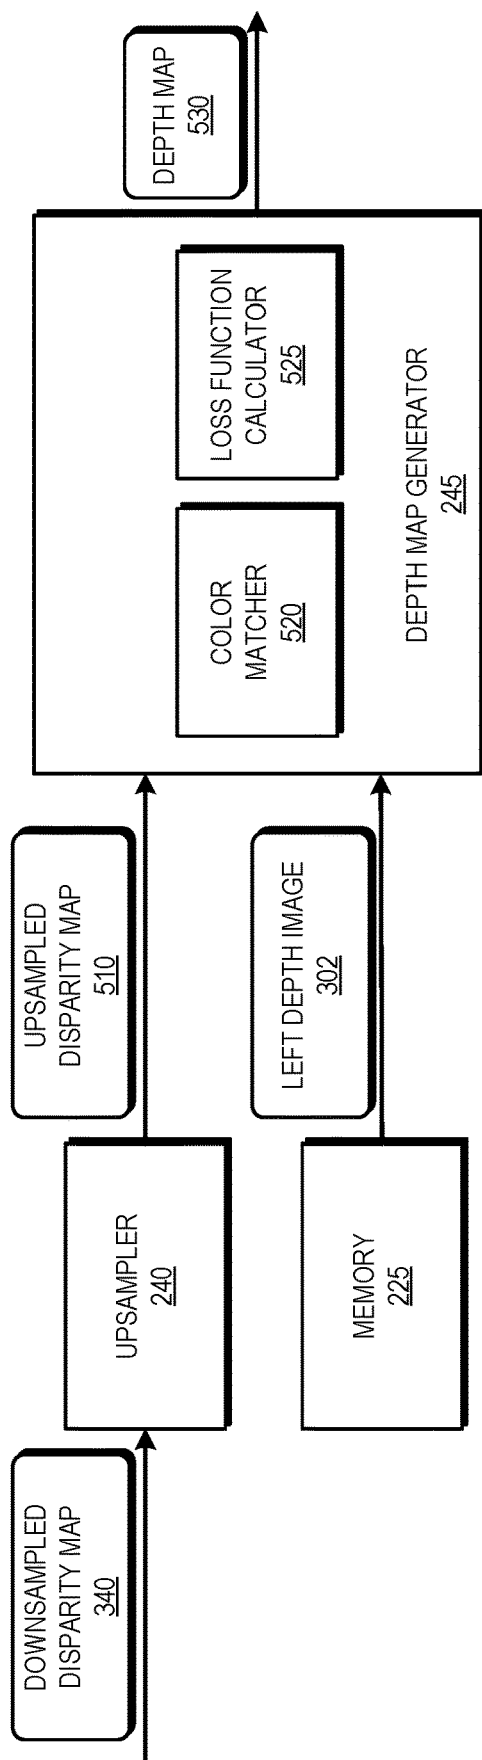 DOWNSAMPLED
DISPARITY MAP
340
UPSAMPLER
240
UPSAMPLED
DISPARITY MAP
510
MEMORY
225
LEFT DEPTH IMAGE
302
COLOR
MATCHER
520
LOSS FUNCTION
CALCULATOR
525
DEPTH MAP GENERATOR
245
DEPTH MAP
530